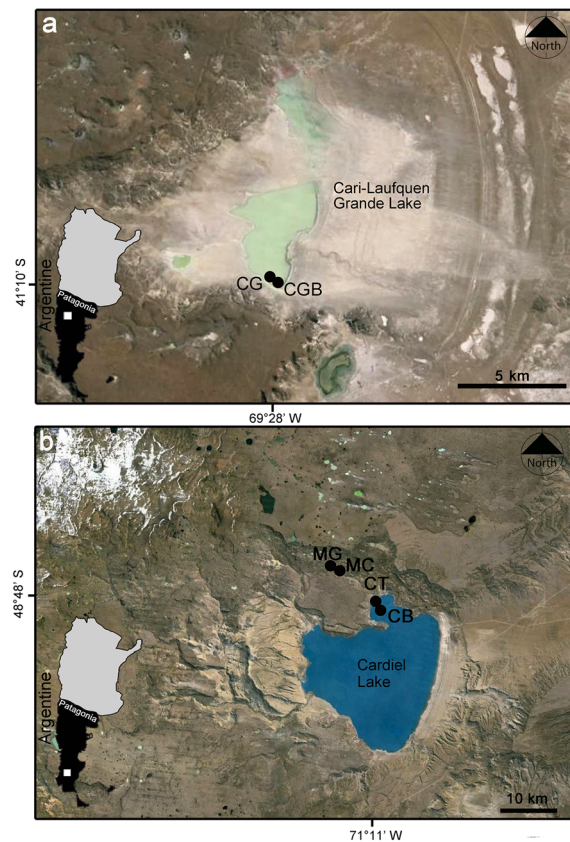 a
North
Cari-Laufquen
Grande Lake
CG
CGB
41°10' S
Argentine
Patagonia
5 km
69°28' W
b
North
MG
MC
CT
CB
48°48' S
Cardiel
Lake
Argentine
Patagonia
10 km
71°11' W